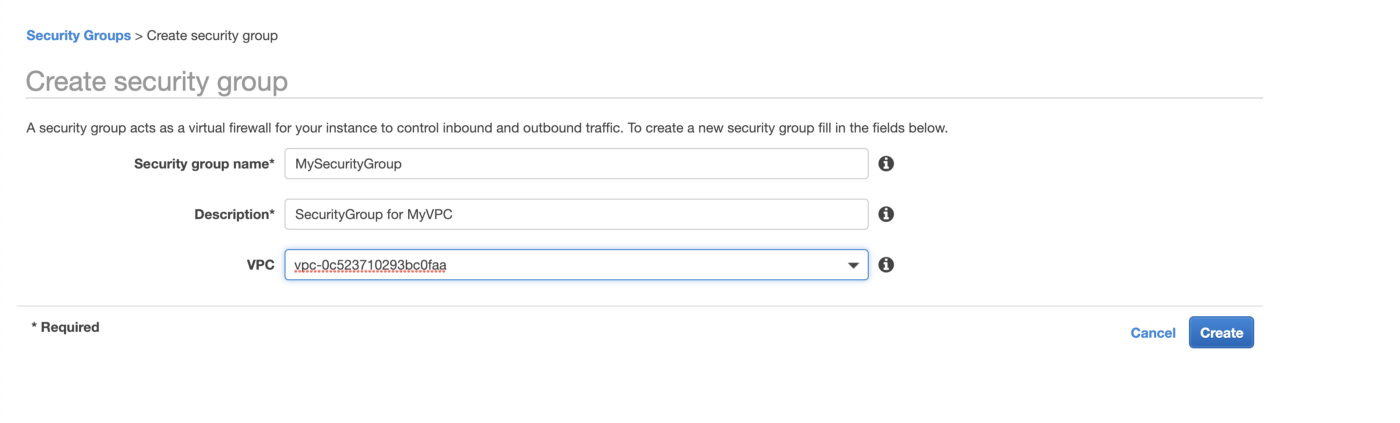 Security Groups > Create security group
Create security group
A security group acts as a virtual firewall for your instance to control inbound and outbound traffic. To create a new security group fill in the fields below.
Security group name* MySecurityGroup
Description* SecurityGroup for MyVPC
VPC vpc-0c523710293bc0faa
* Required
Cancel Create